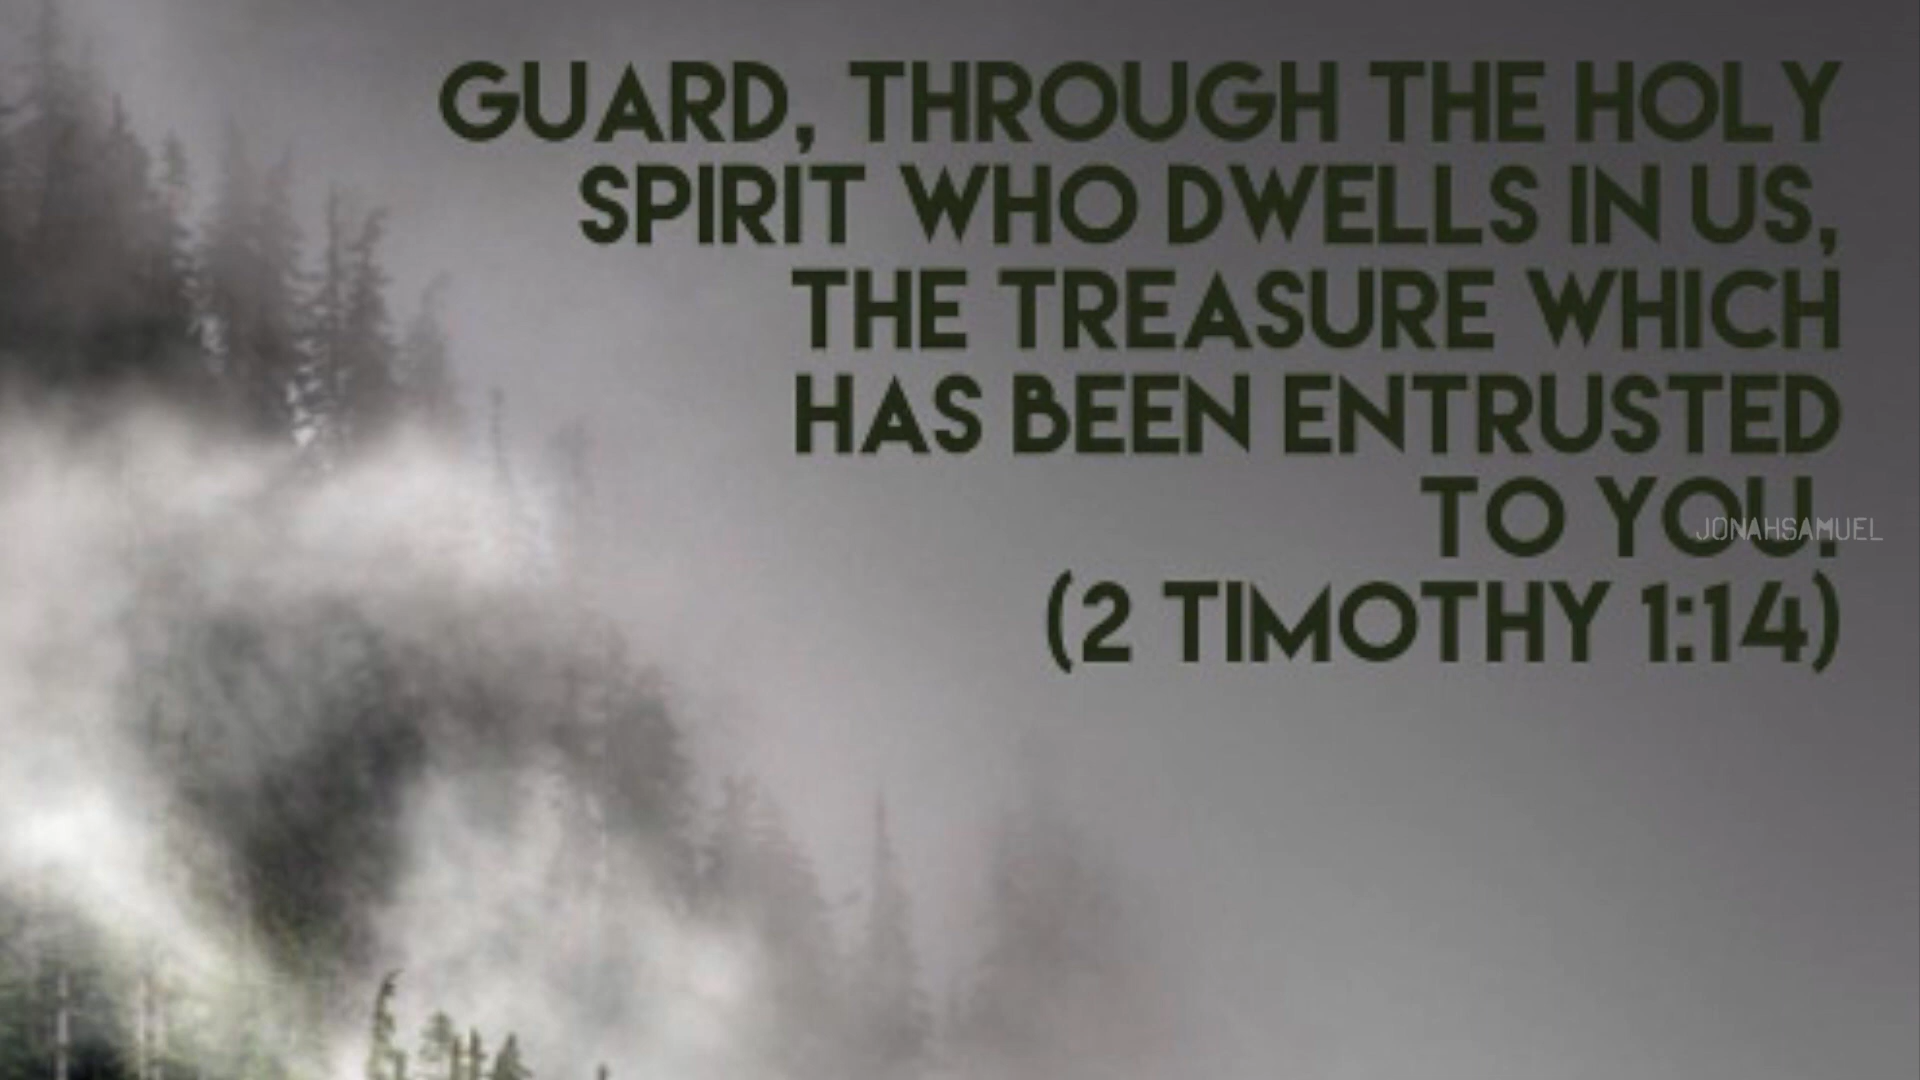 GUARD, THROUGH THE HOLY
SPIRIT WHO DWELLS IN US,
THE TREASURE WHICH
HAS BEEN ENTRUSTED
TO YOU.
JONAHSAMUEL
(2 TIMOTHY 1:14)